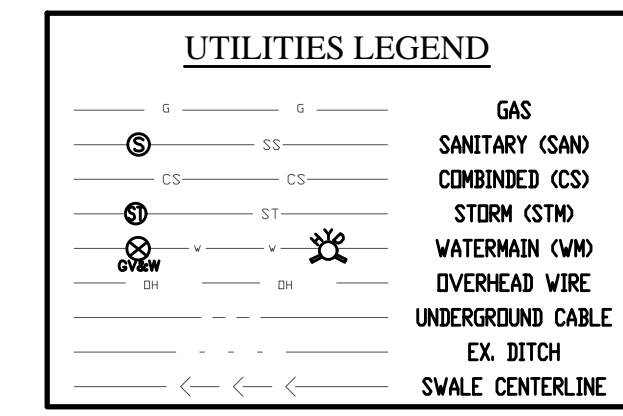 UTILITIES LEGEND
G G GAS
S SS SANITARY (SAN)
CS CS COMBINDED (CS)
ST ST STORM (STM)
W W HYD WATERMAIN (WM)
GV&W
OH OH OVERHEAD WIRE
UNDERGROUND CABLE
EX. DITCH
SWALE CENTERLINE